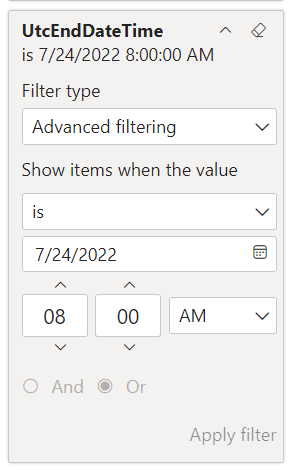 UtcEndDateTime
is 7/24/2022 8:00:00 AM
Filter type
Advanced filtering
Show items when the value
is
7/24/2022
08 00 AM
And Or
Apply filter